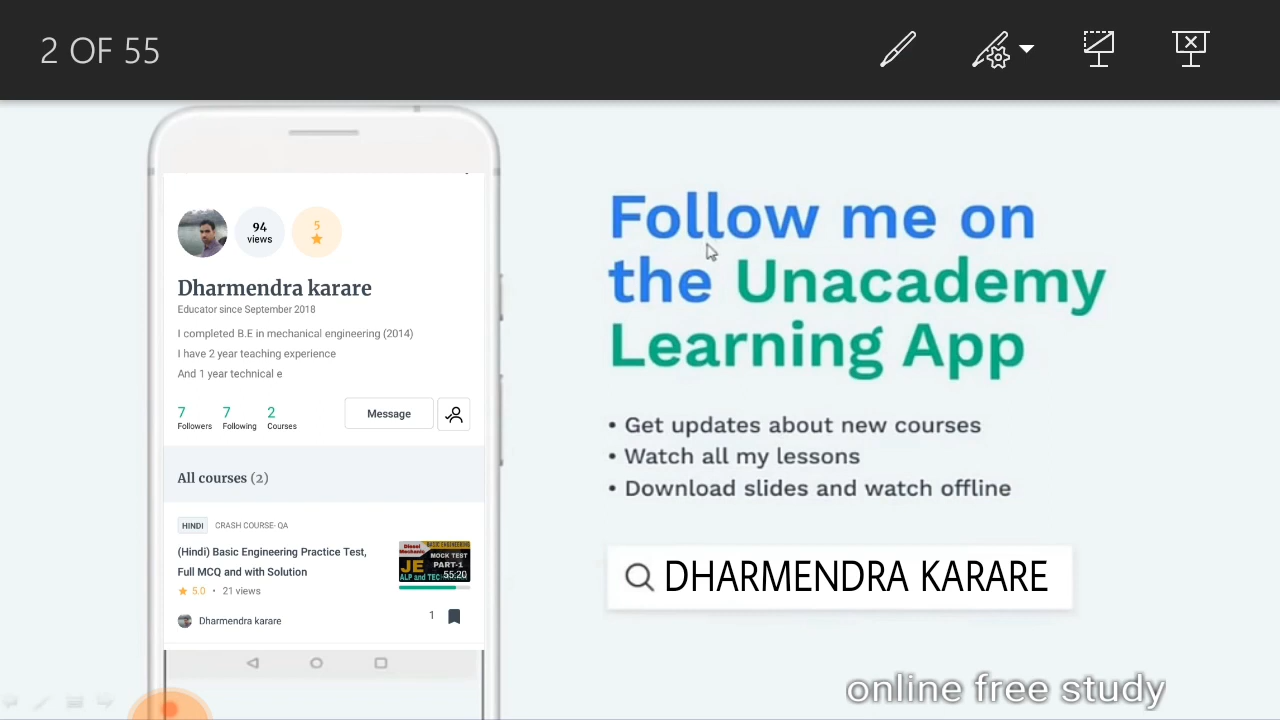 2 OF 55
94
views
5
Dharmendra karare
Educator since September 2018
I completed B.E in mechanical engineering (2014)
I have 2 year teaching experience
And 1 year technical e
7 7 2
Followers Following Courses
Message
All courses (2)
HINDI CRASH COURSE- QA
(Hindi) Basic Engineering Practice Test,
Full MCQ and with Solution
5.0 • 21 views
Diesel
Mechanic
BASIC ENGINEERING
MOCK TEST
PART-1
JE
55:20
Dharmendra karare
1
Follow me on
the Unacademy
Learning App
• Get updates about new courses
• Watch all my lessons
• Download slides and watch offline
DHARMENDRA KARARE
online free study